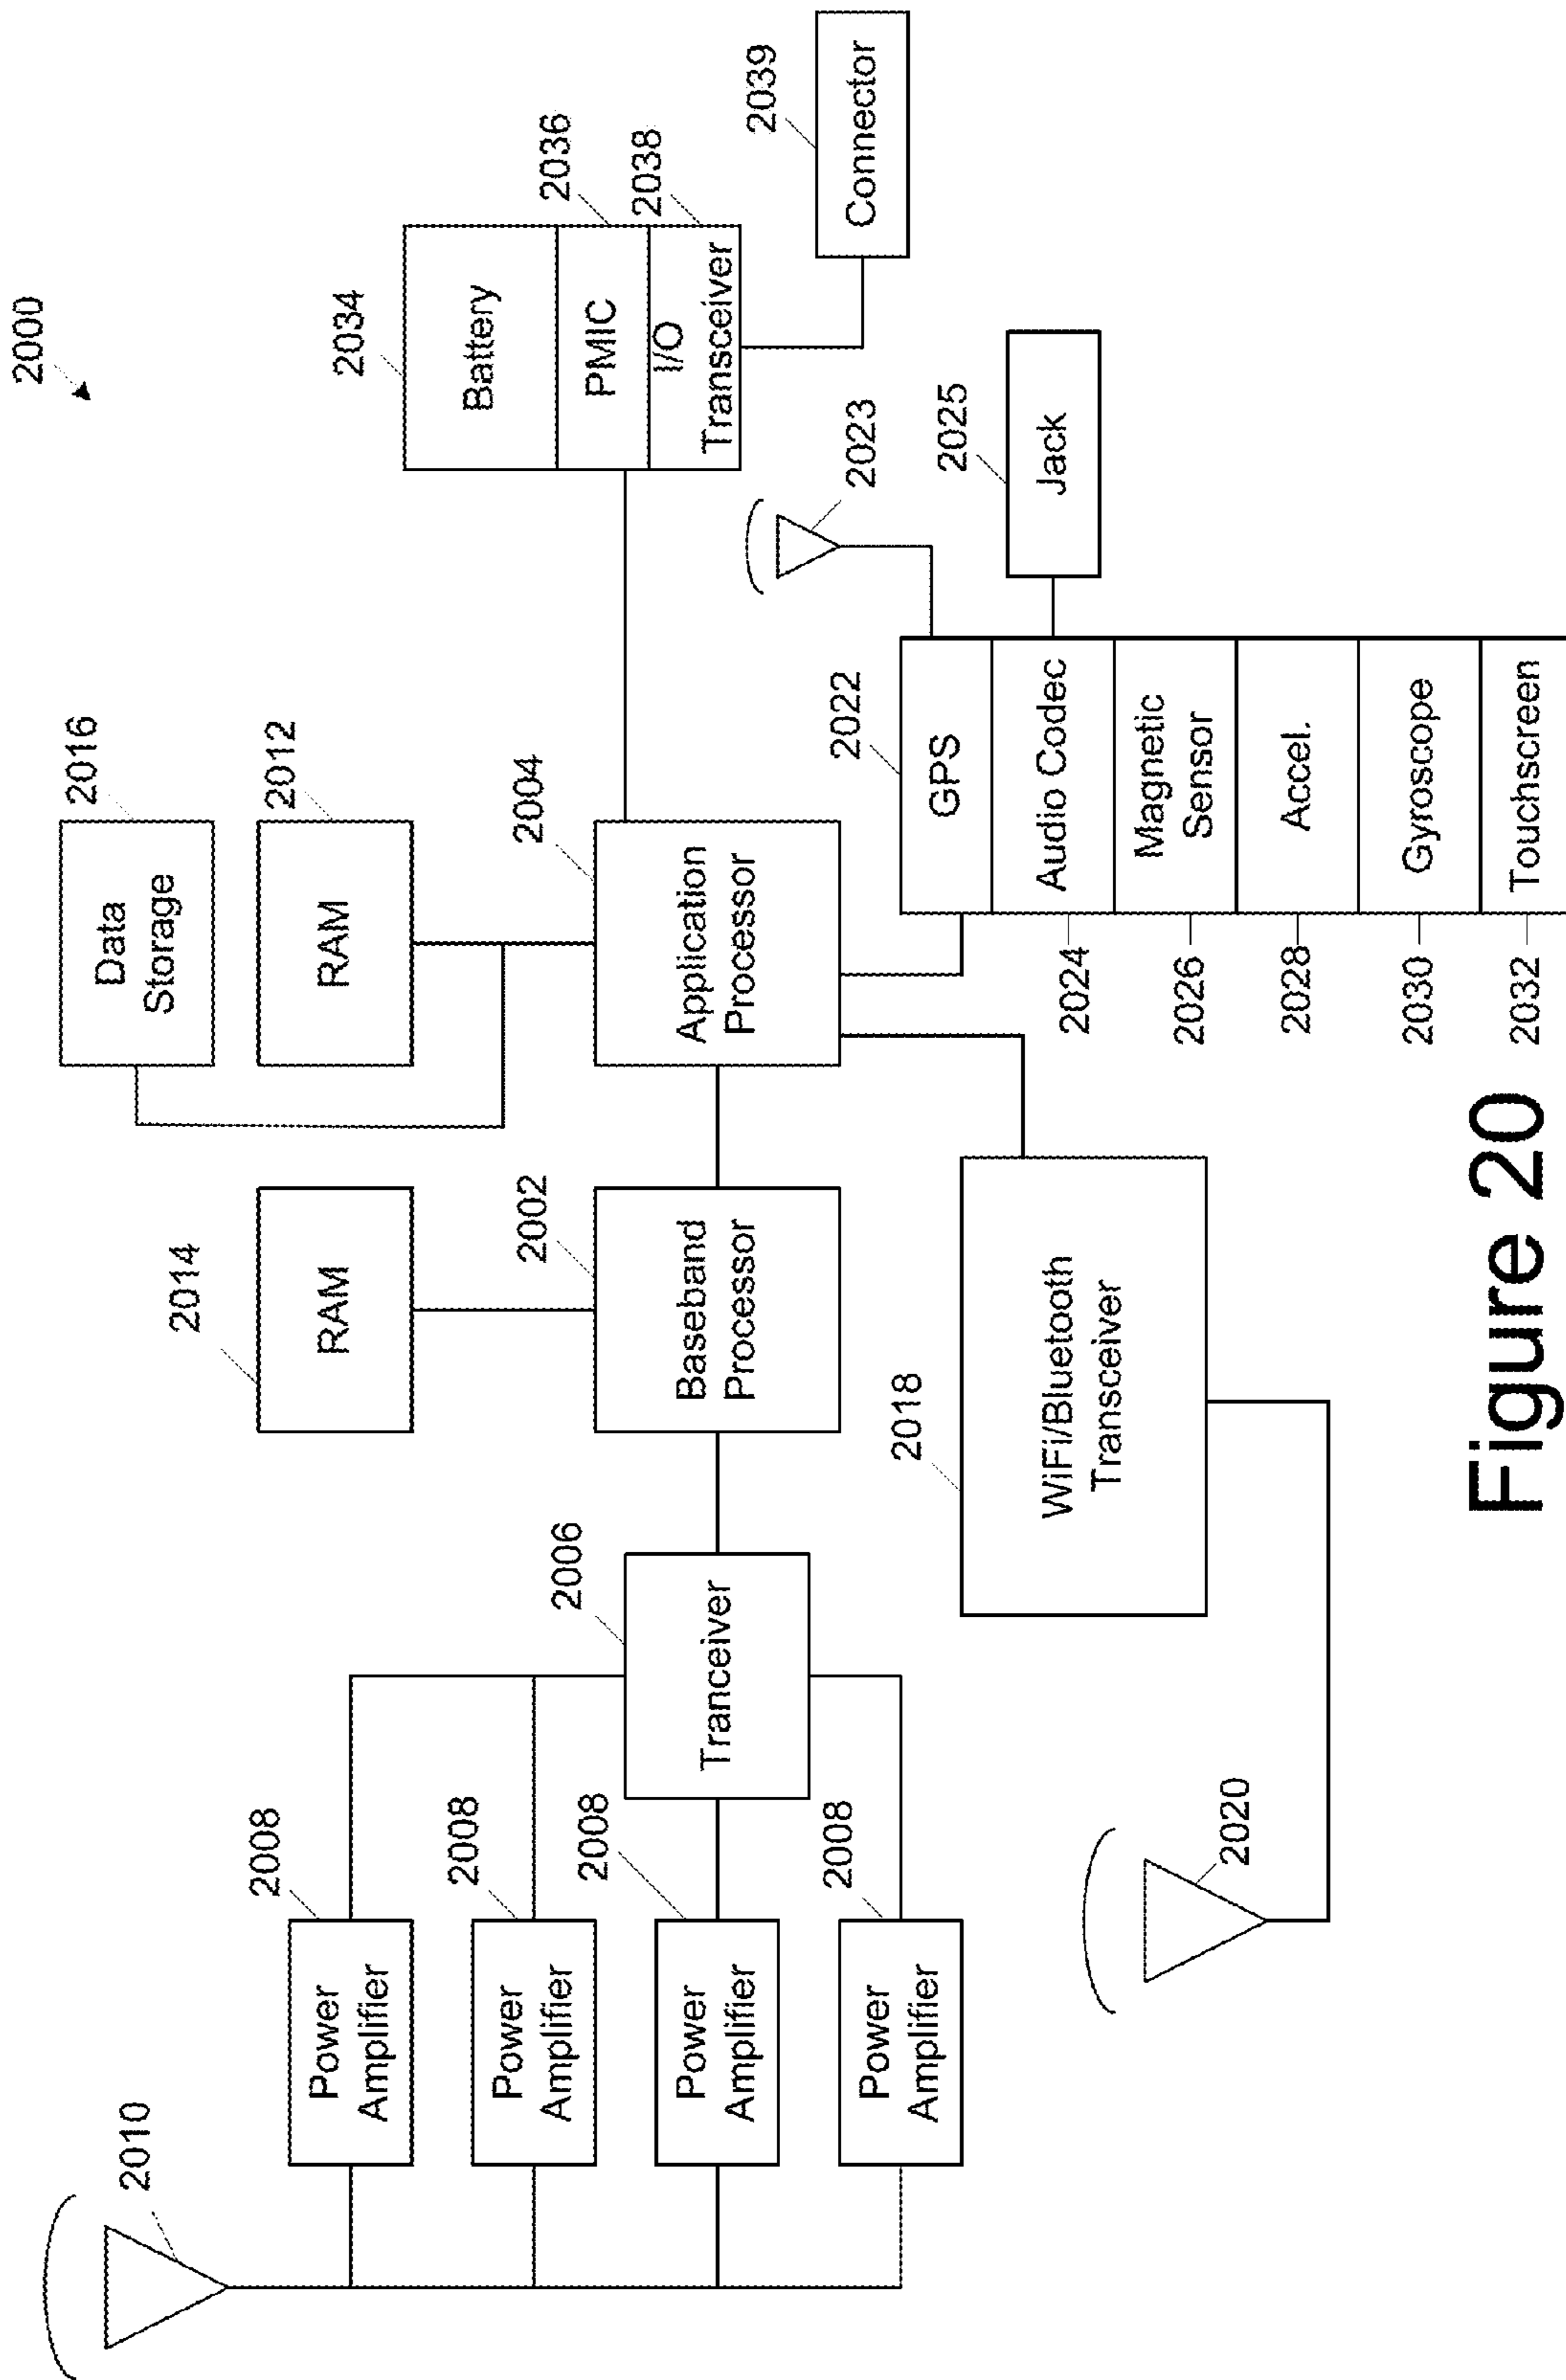 2000
2010
2008
Power
Amplifier
2008
Power
Amplifier
2008
Power
Amplifier
2008
Power
Amplifier
2006
Tranceiver
2014
RAM
2002
Baseband
Processor
2016
Data
Storage
2012
RAM
2004
Application
Processor
2034
Battery
2036
PMIC
2038
I/O
Transceiver
2039
Connector
2018
WiFi/Bluetooth
Transceiver
2020
2022
GPS
2023
2024
Audio Codec
2025
Jack
2026
Magnetic
Sensor
2028
Accel.
2030
Gyroscope
2032
Touchscreen
Figure 20